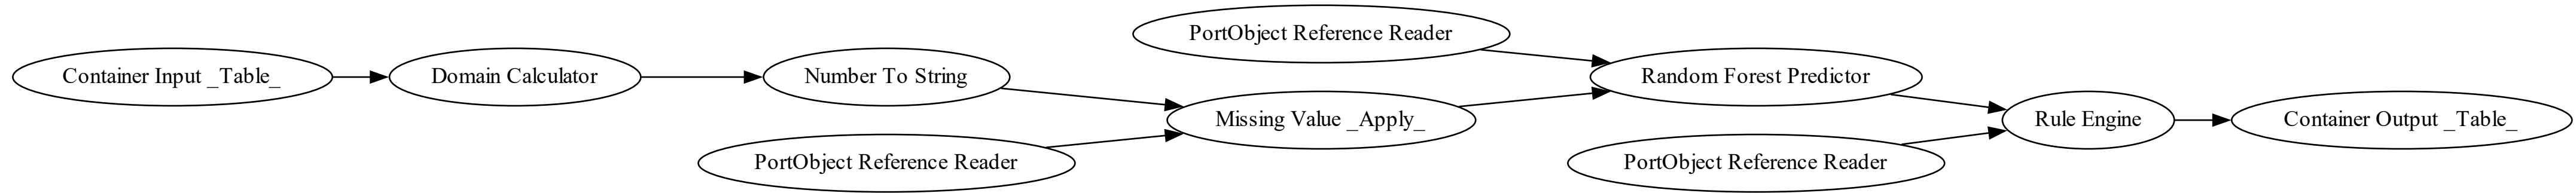 PortObject Reference Reader
Container Input _Table_
Domain Calculator
Number To String
Random Forest Predictor
Missing Value _Apply_
Rule Engine
Container Output _Table_
PortObject Reference Reader
PortObject Reference Reader